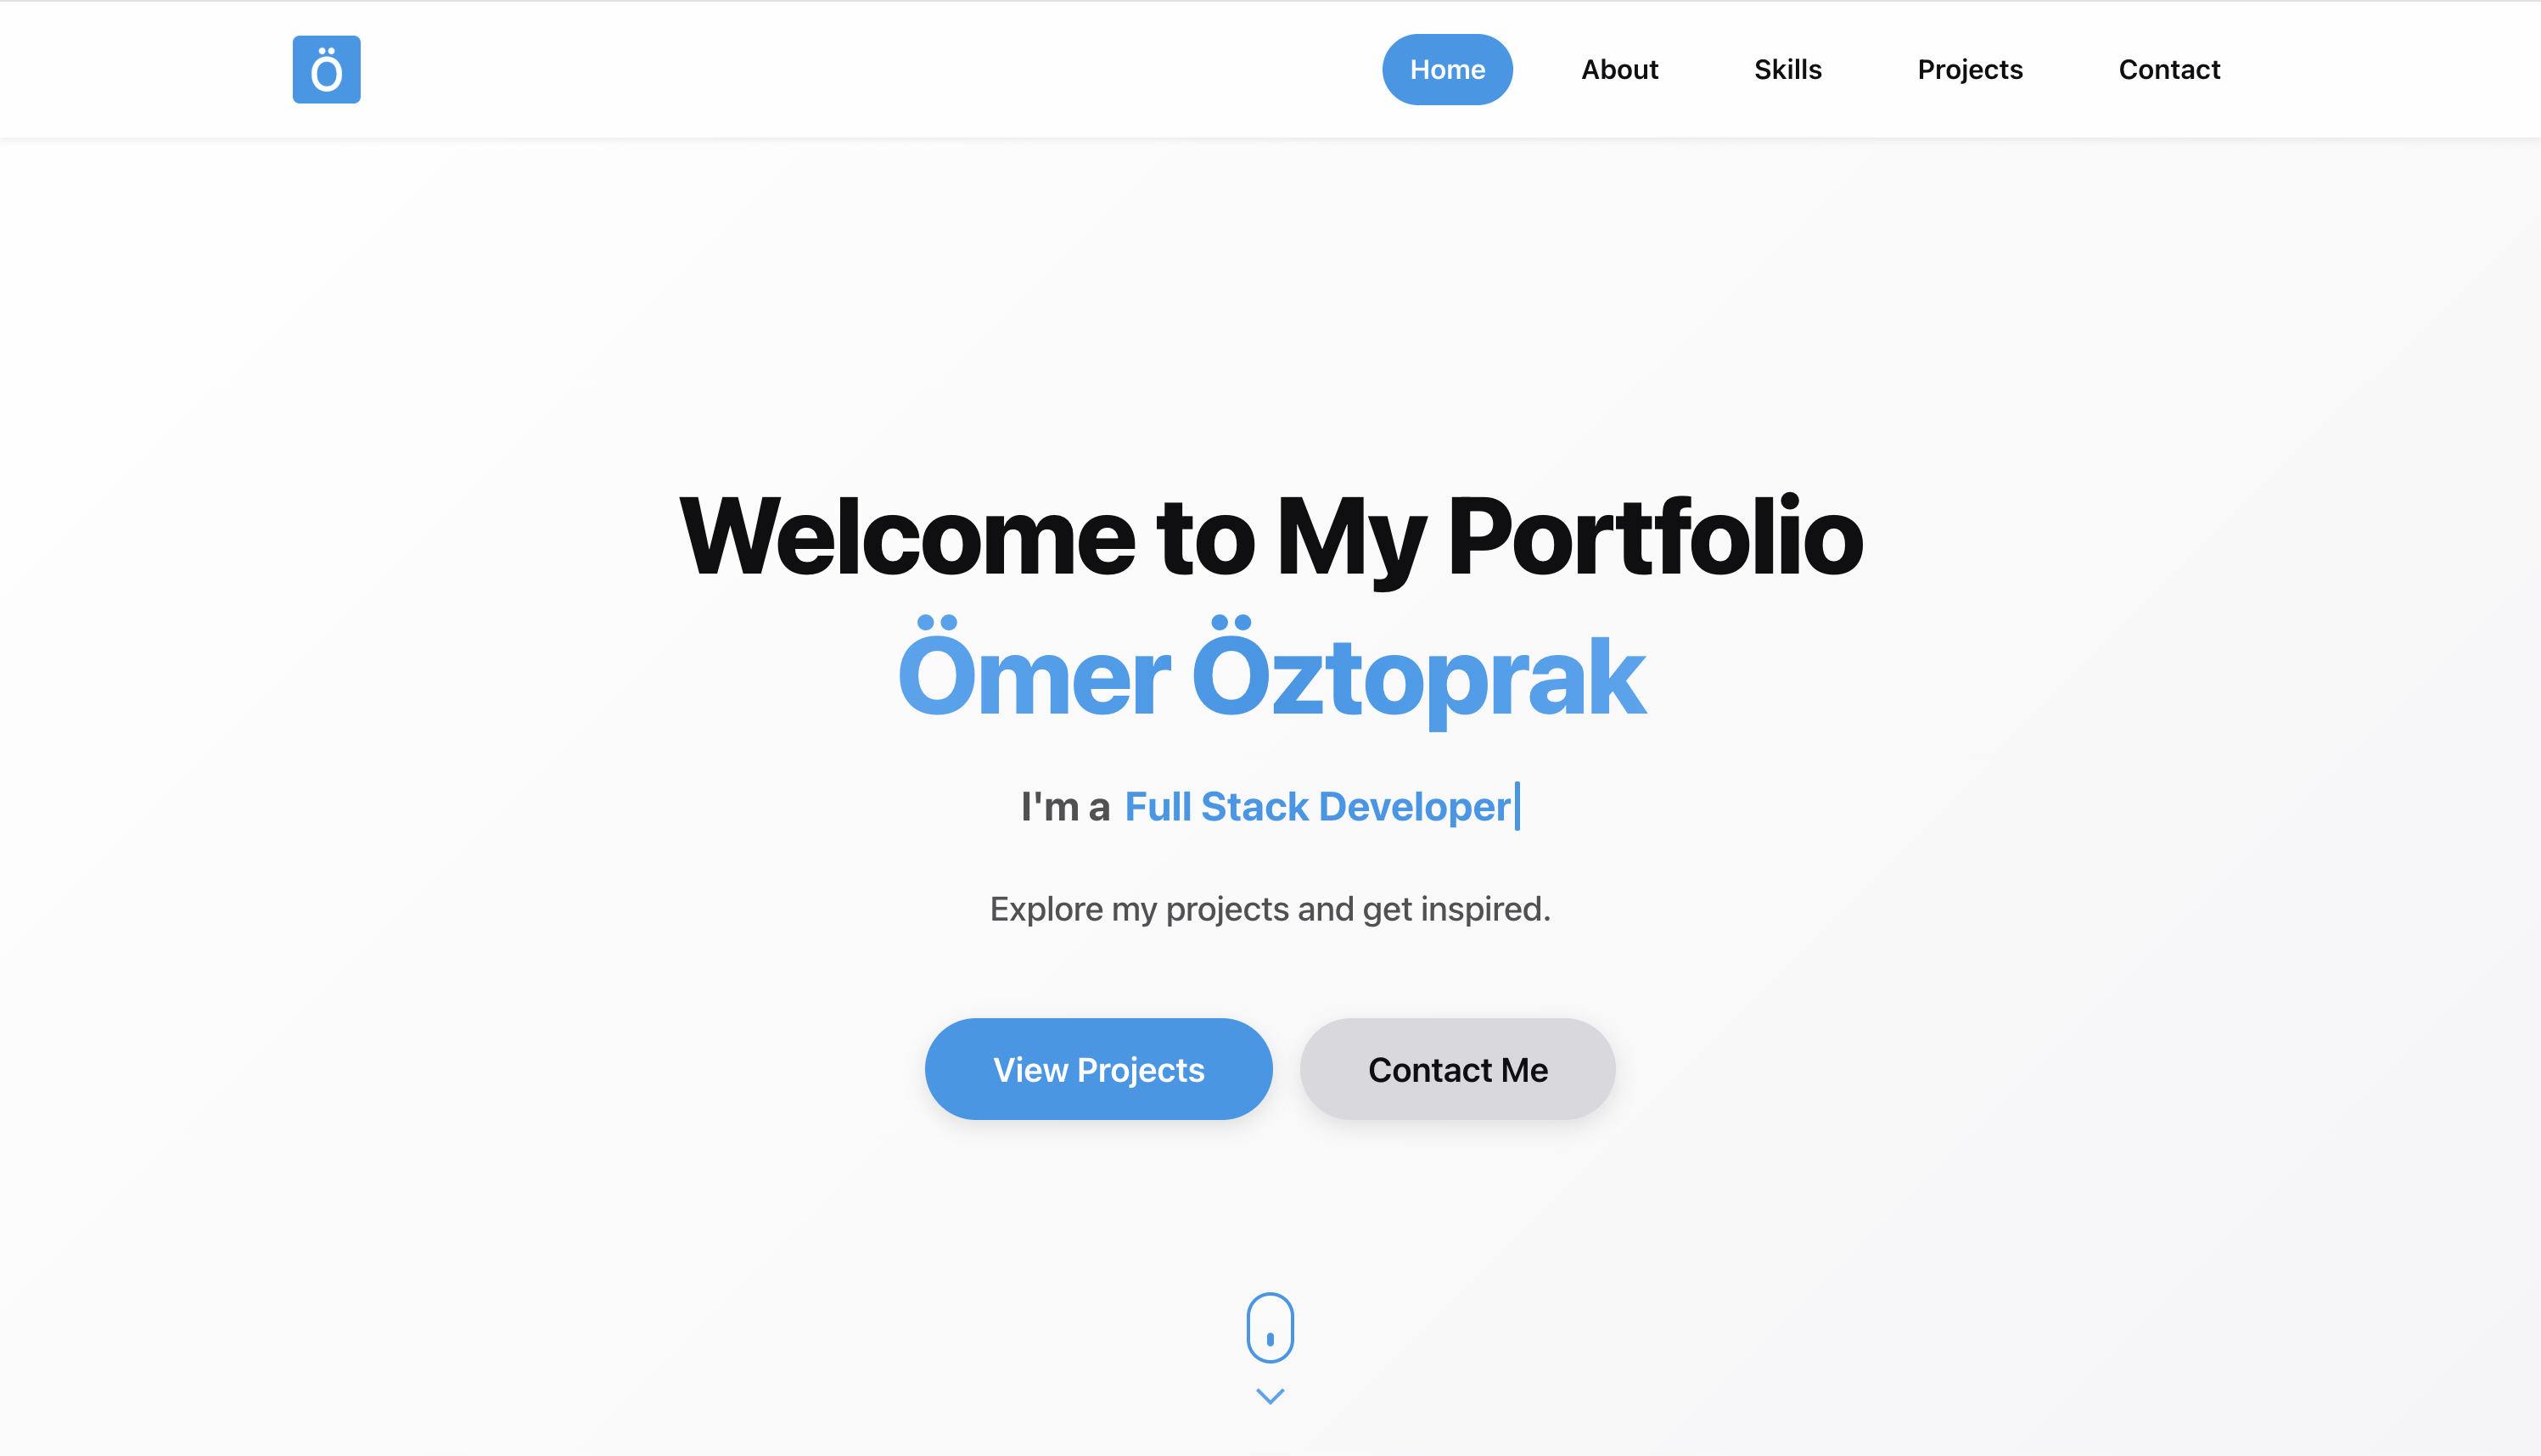 Ö
Home About Skills Projects Contact
Welcome to My Portfolio
Ömer Öztoprak
I'm a Full Stack Developer
Explore my projects and get inspired.
View Projects Contact Me